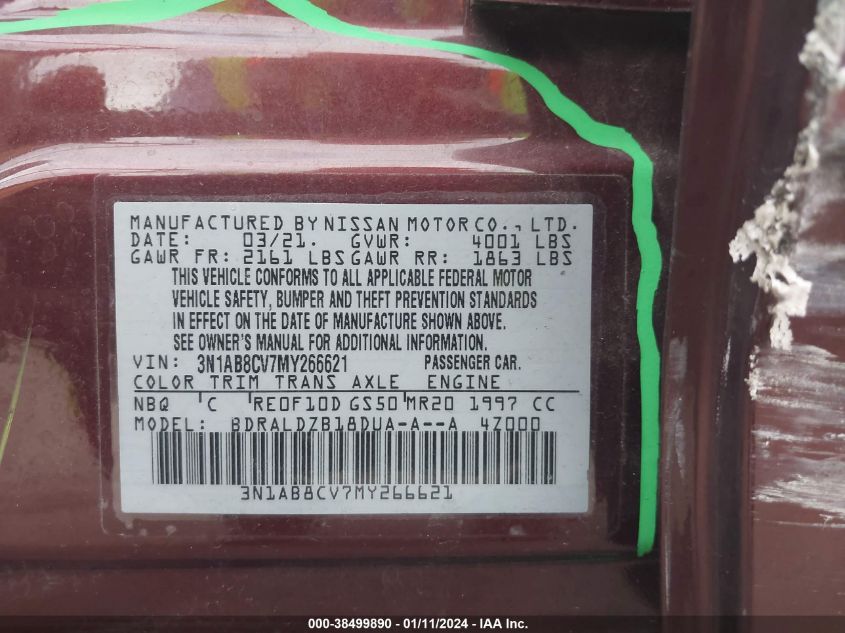 MANUFACTURED BY NISSAN MOTOR CO., LTD.
DATE: 03/21. GVWR: 4001 LBS
GAWR FR: 2161 LBS GAWR RR: 1863 LBS
THIS VEHICLE CONFORMS TO ALL APPLICABLE FEDERAL MOTOR
VEHICLE SAFETY, BUMPER AND THEFT PREVENTION STANDARDS
IN EFFECT ON THE DATE OF MANUFACTURE SHOWN ABOVE.
SEE OWNER'S MANUAL FOR ADDITIONAL INFORMATION.
VIN: 3N1AB8CV7MY266621 PASSENGER CAR.
COLOR TRIM TRANS AXLE ENGINE
NBQ C RE0F10D GS50 MR20 1997 CC
MODEL: BDRALDZB18DUA-A--A 4Z000
3N1AB8CV7MY266621
000-38499890 - 01/11/2024 - IAA Inc.